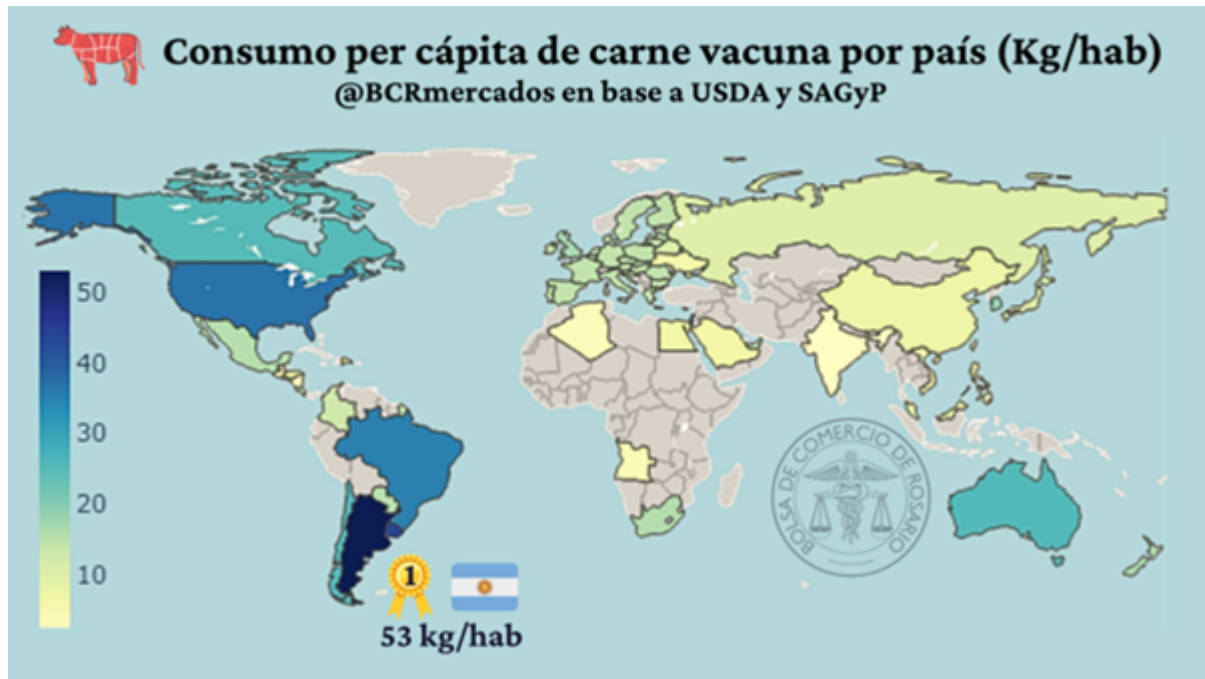 Consumo per cápita de carne vacuna por país (Kg/hab)
@BCRmercados en base a USDA y SAGyP
50
40
30
20
10
BOLSA DE COMERCIO DE ROSARIO
1
53 kg/hab